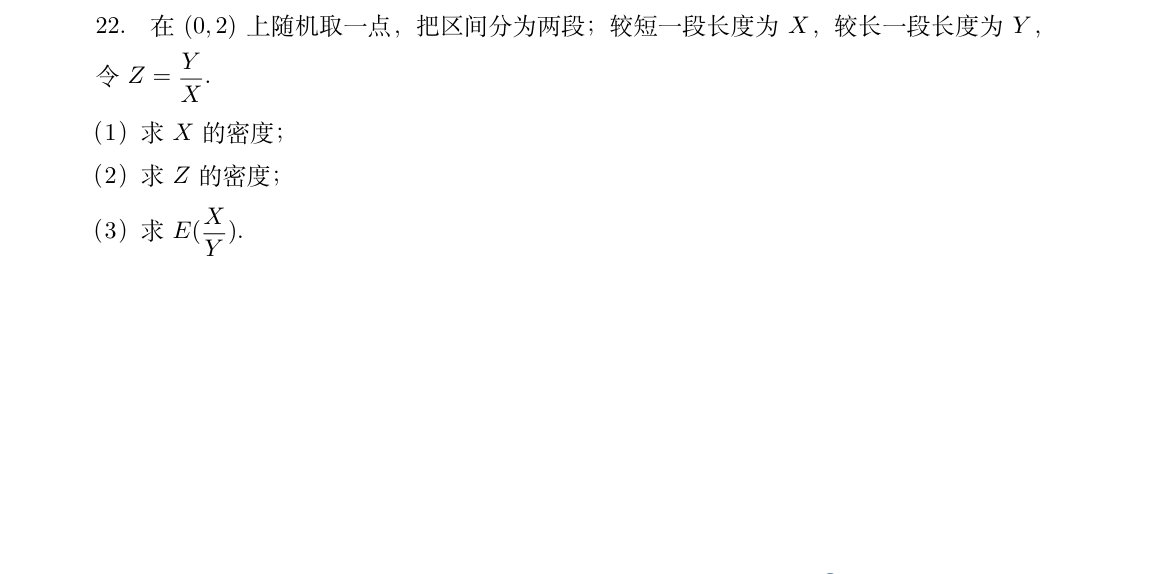 22. 在 (0, 2) 上随机取一点，把区间分为两段；较短一段长度为 X，较长一段长度为 Y，
令 Z = \frac{Y}{X}.
(1) 求 X 的密度；
(2) 求 Z 的密度；
(3) 求 E(\frac{X}{Y}).